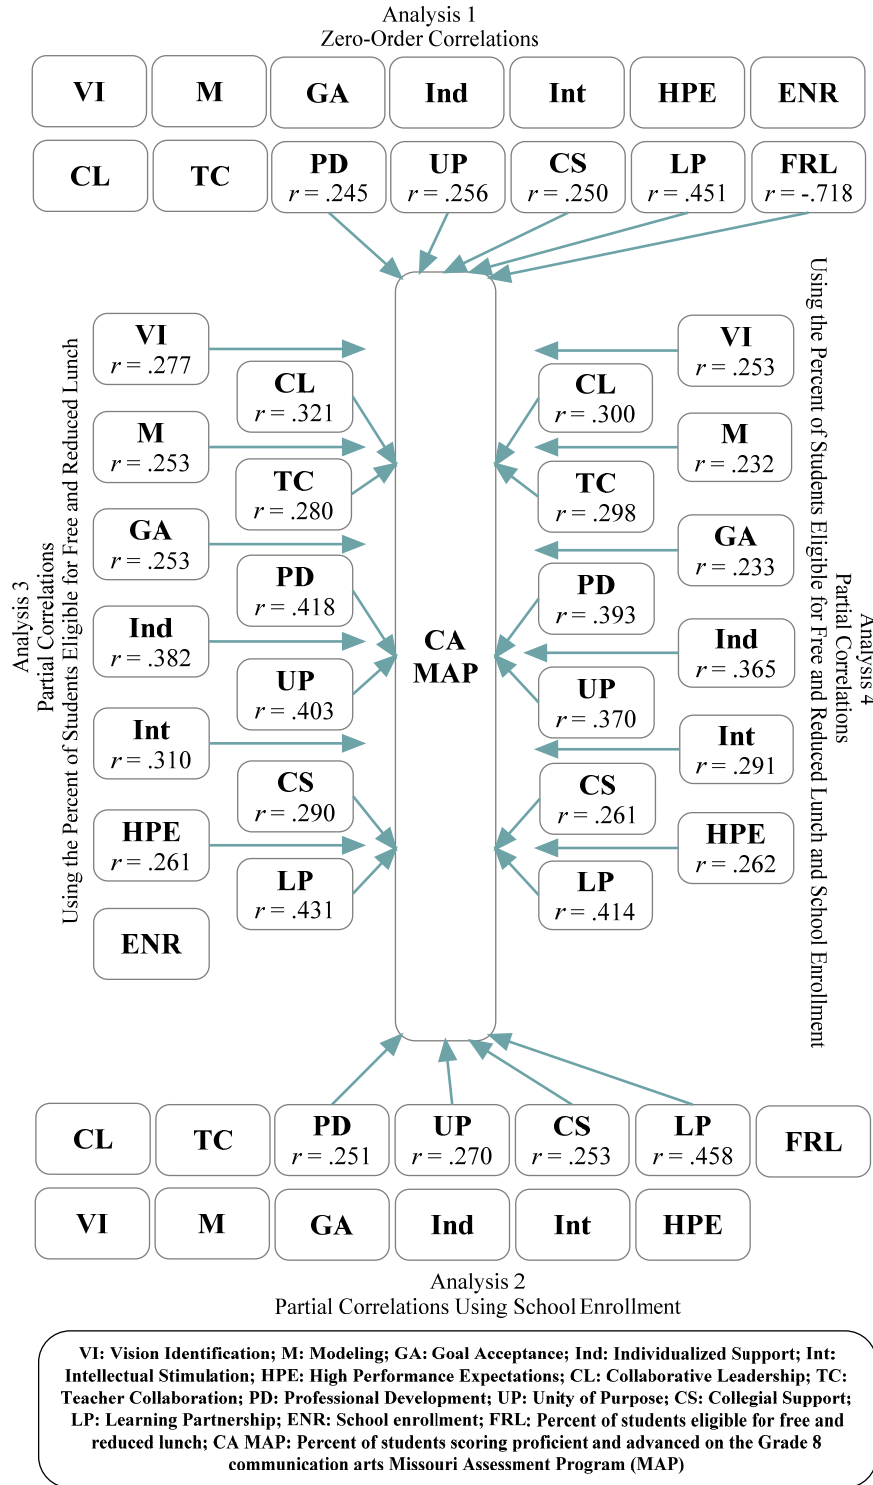 Analysis 1
Zero-Order Correlations
VI
M
GA
Ind
Int
HPE
ENR
CL
TC
PD
r = .245
UP
r = .256
CS
r = .250
LP
r = .451
FRL
r = -.718
Analysis 3
Partial Correlations
Using the Percent of Students Eligible for Free and Reduced Lunch
VI
r = .277
CL
r = .321
M
r = .253
TC
r = .280
GA
r = .253
PD
r = .418
Ind
r = .382
UP
r = .403
Int
r = .310
CS
r = .290
HPE
r = .261
LP
r = .431
ENR
CA
MAP
VI
r = .253
CL
r = .300
M
r = .232
TC
r = .298
GA
r = .233
PD
r = .393
Ind
r = .365
UP
r = .370
Int
r = .291
CS
r = .261
HPE
r = .262
LP
r = .414
Analysis 4
Partial Correlations
Using the Percent of Students Eligible for Free and Reduced Lunch and School Enrollment
CL
TC
PD
r = .251
UP
r = .270
CS
r = .253
LP
r = .458
FRL
VI
M
GA
Ind
Int
HPE
Analysis 2
Partial Correlations Using School Enrollment
VI: Vision Identification; M: Modeling; GA: Goal Acceptance; Ind: Individualized Support; Int:
Intellectual Stimulation; HPE: High Performance Expectations; CL: Collaborative Leadership; TC:
Teacher Collaboration; PD: Professional Development; UP: Unity of Purpose; CS: Collegial Support;
LP: Learning Partnership; ENR: School enrollment; FRL: Percent of students eligible for free and
reduced lunch; CA MAP: Percent of students scoring proficient and advanced on the Grade 8
communication arts Missouri Assessment Program (MAP)